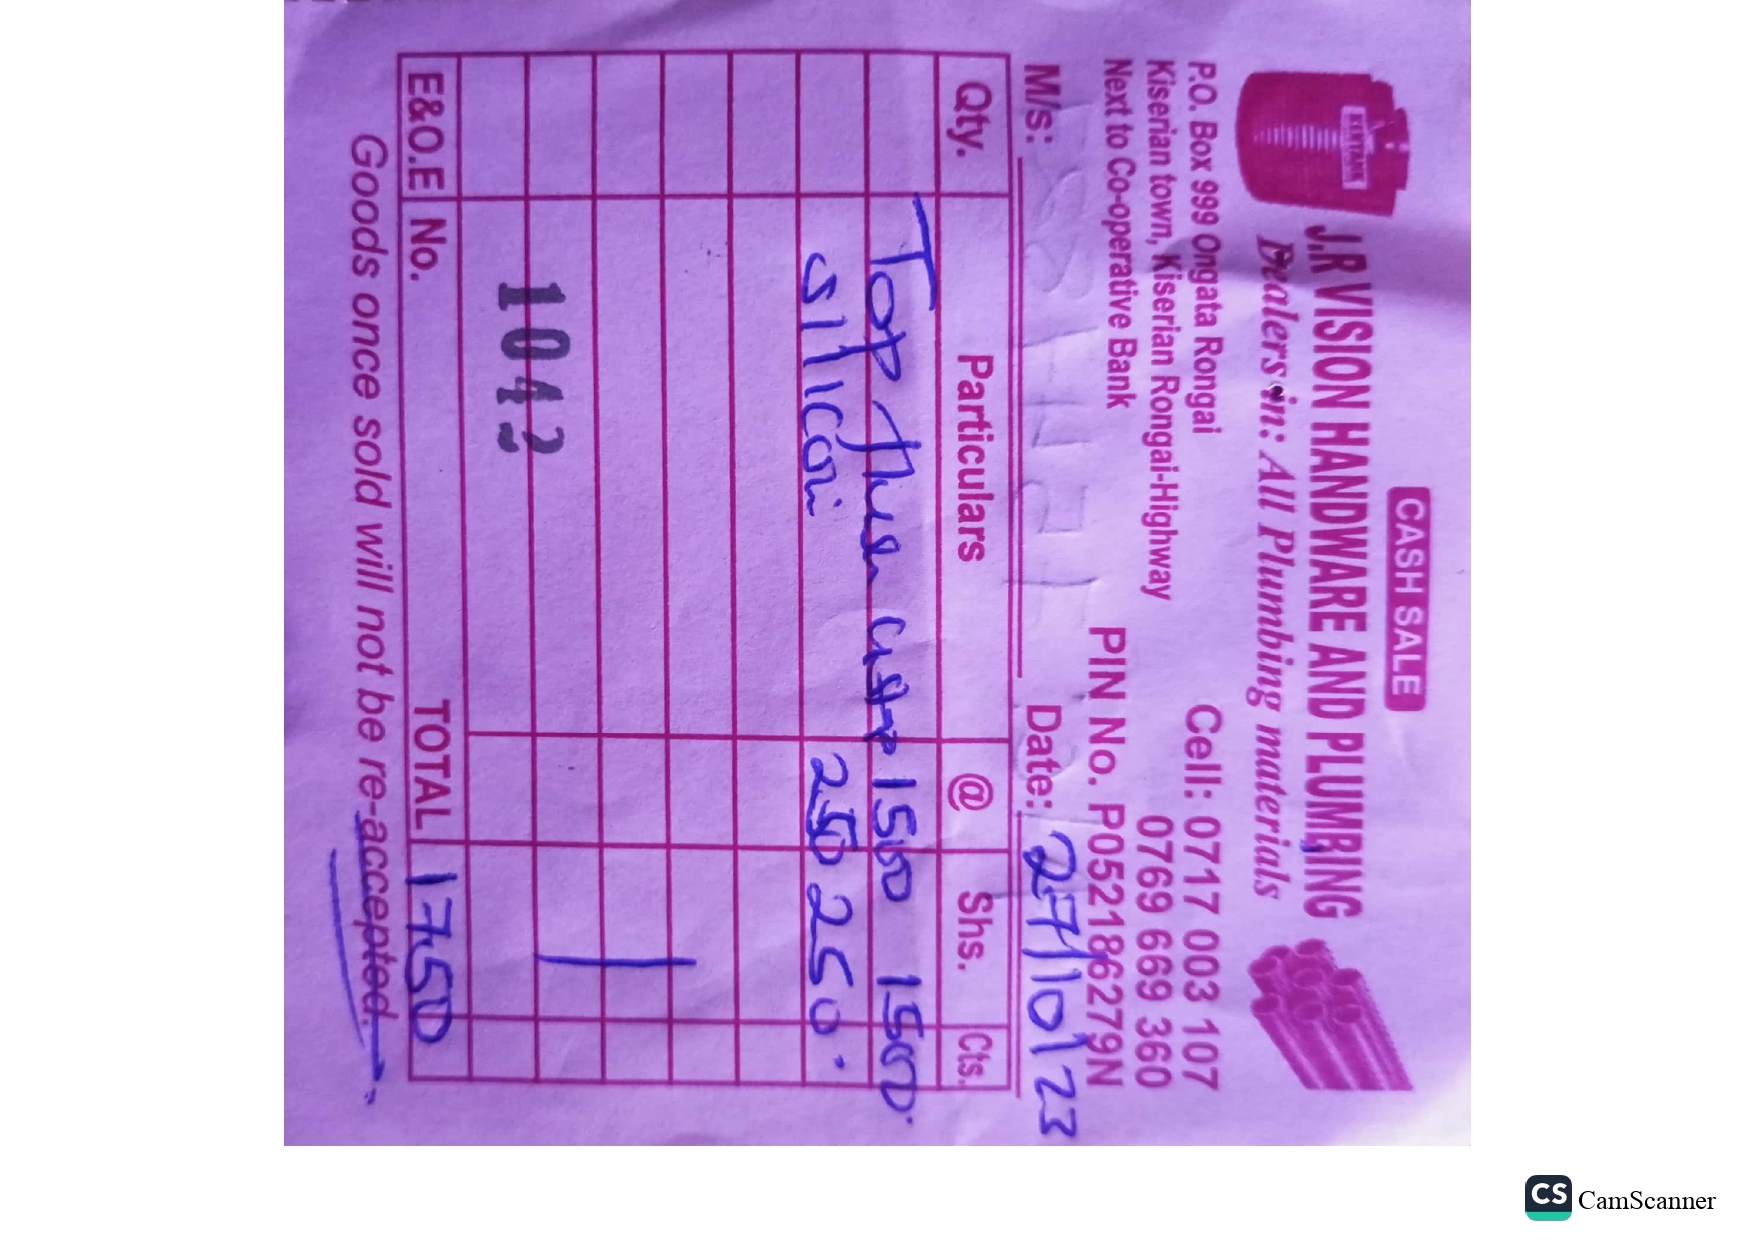 CASH SALE
J.R VISION HANDWARE AND PLUMBING
Dealers in: All Plumbing materials
P.O. Box 999 Ongata Rongai
Kiserian town, Kiserian Rongai-Highway
Next to Co-operative Bank
Cell: 0717 003 107
0769 669 360
PIN No. P052186279N
M/s: Date: 27/10/23
Qty. Particulars @ Shs. Cts.
Top 1500 1500
silicon 250 250
1042
E&O.E No. TOTAL 1750
Goods once sold will not be re-accepted.
CS CamScanner